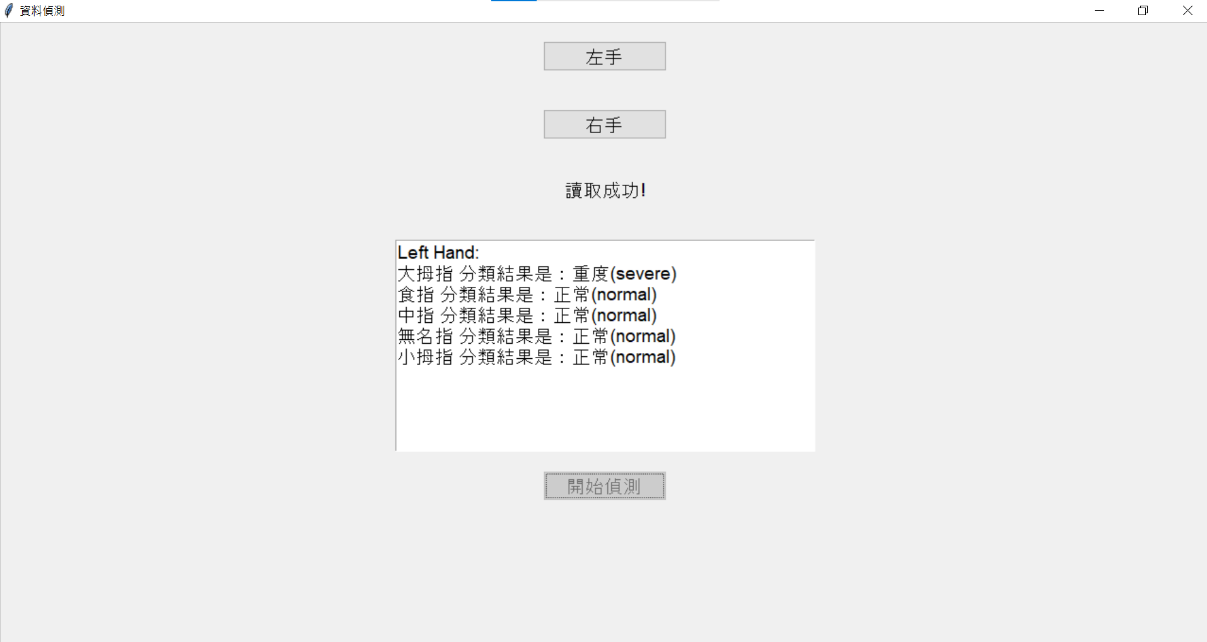 資料偵測
左手
右手
讀取成功!
Left Hand:
大拇指 分類結果是：重度(severe)
食指 分類結果是：正常(normal)
中指 分類結果是：正常(normal)
無名指 分類結果是：正常(normal)
小拇指 分類結果是：正常(normal)
開始偵測